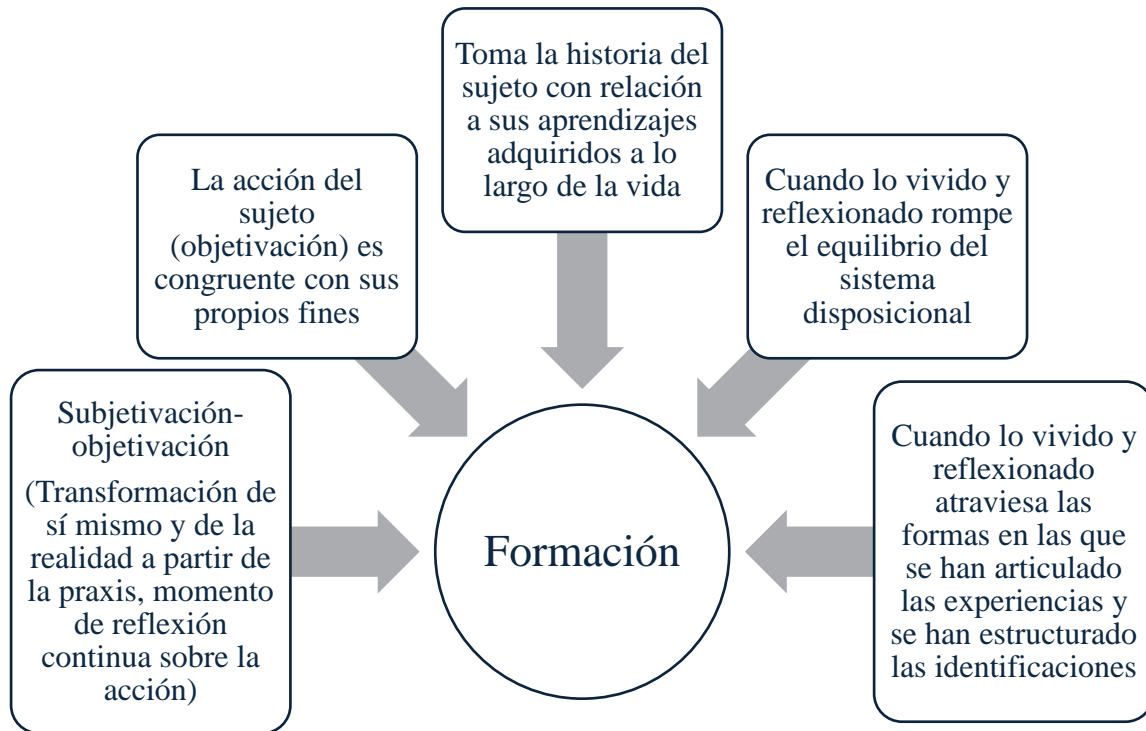 Subjetivación-
objetivación
(Transformación de
sí mismo y de la
realidad a partir de
la praxis, momento
de reflexión
continua sobre la
acción)
La acción del
sujeto
(objetivación) es
congruente con sus
propios fines
Toma la historia del
sujeto con relación
a sus aprendizajes
adquiridos a lo
largo de la vida
Cuando lo vivido y
reflexionado rompe
el equilibrio del
sistema
disposicional
Cuando lo vivido y
reflexionado
atraviesa las
formas en las que
se han articulado
las experiencias y
se han estructurado
las identificaciones
Formación